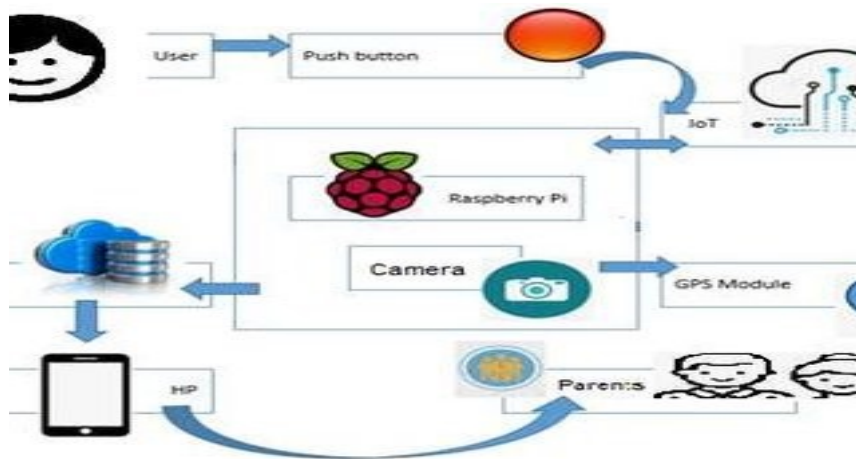 User
Push button
IoT
Raspberry Pi
Camera
GPS Module
HP
Parents